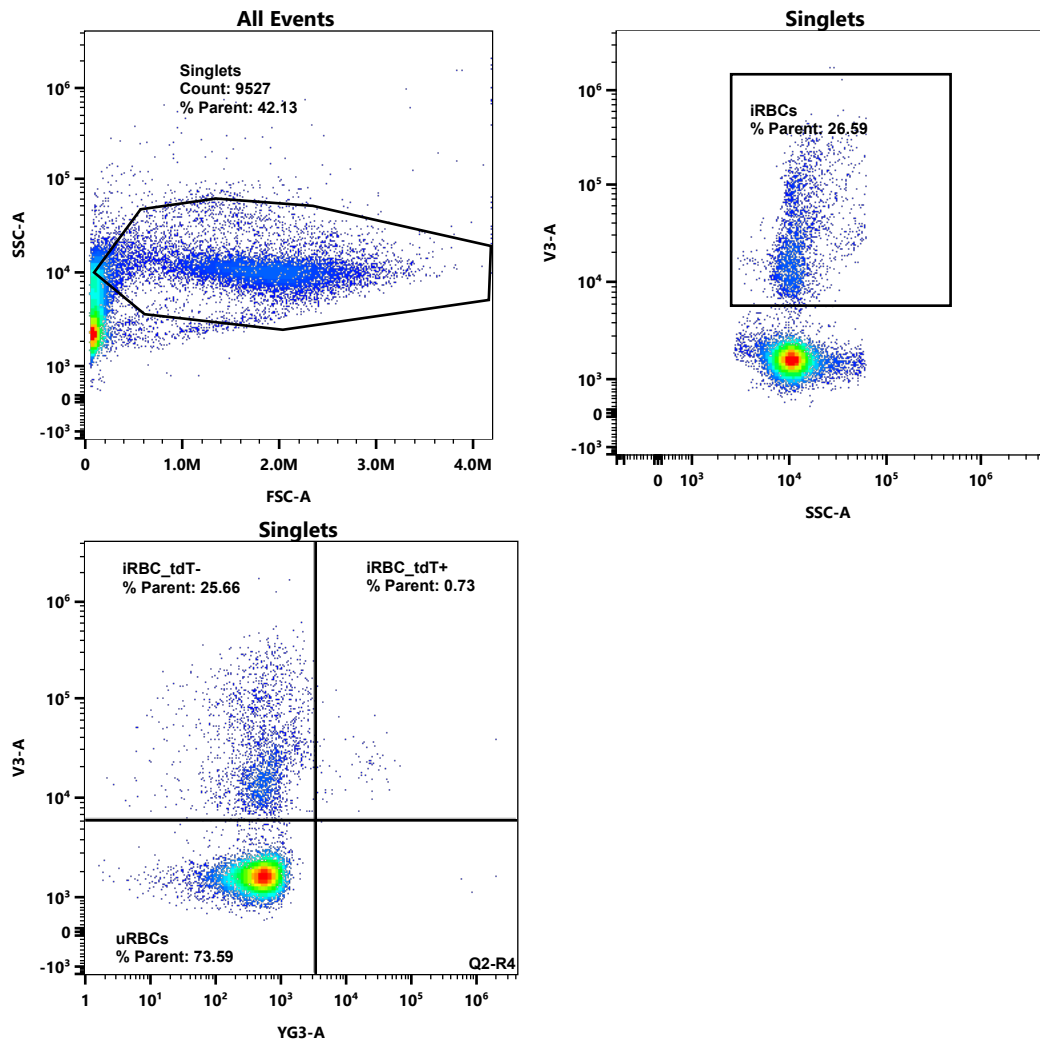 All Events
Singlets
Count: 9527
% Parent: 42.13
10⁶
10⁵
10⁴
10³
0
-10³
SSC-A
0
1.0M
2.0M
3.0M
4.0M
FSC-A
Singlets
iRBCs
% Parent: 26.59
10⁶
10⁵
10⁴
10³
0
-10³
V3-A
0
10³
10⁴
10⁵
10⁶
SSC-A
Singlets
iRBC_tdT-
% Parent: 25.66
iRBC_tdT+
% Parent: 0.73
10⁶
10⁵
10⁴
10³
0
-10³
V3-A
uRBCs
% Parent: 73.59
Q2-R4
1
10¹
10²
10³
10⁴
10⁵
10⁶
YG3-A